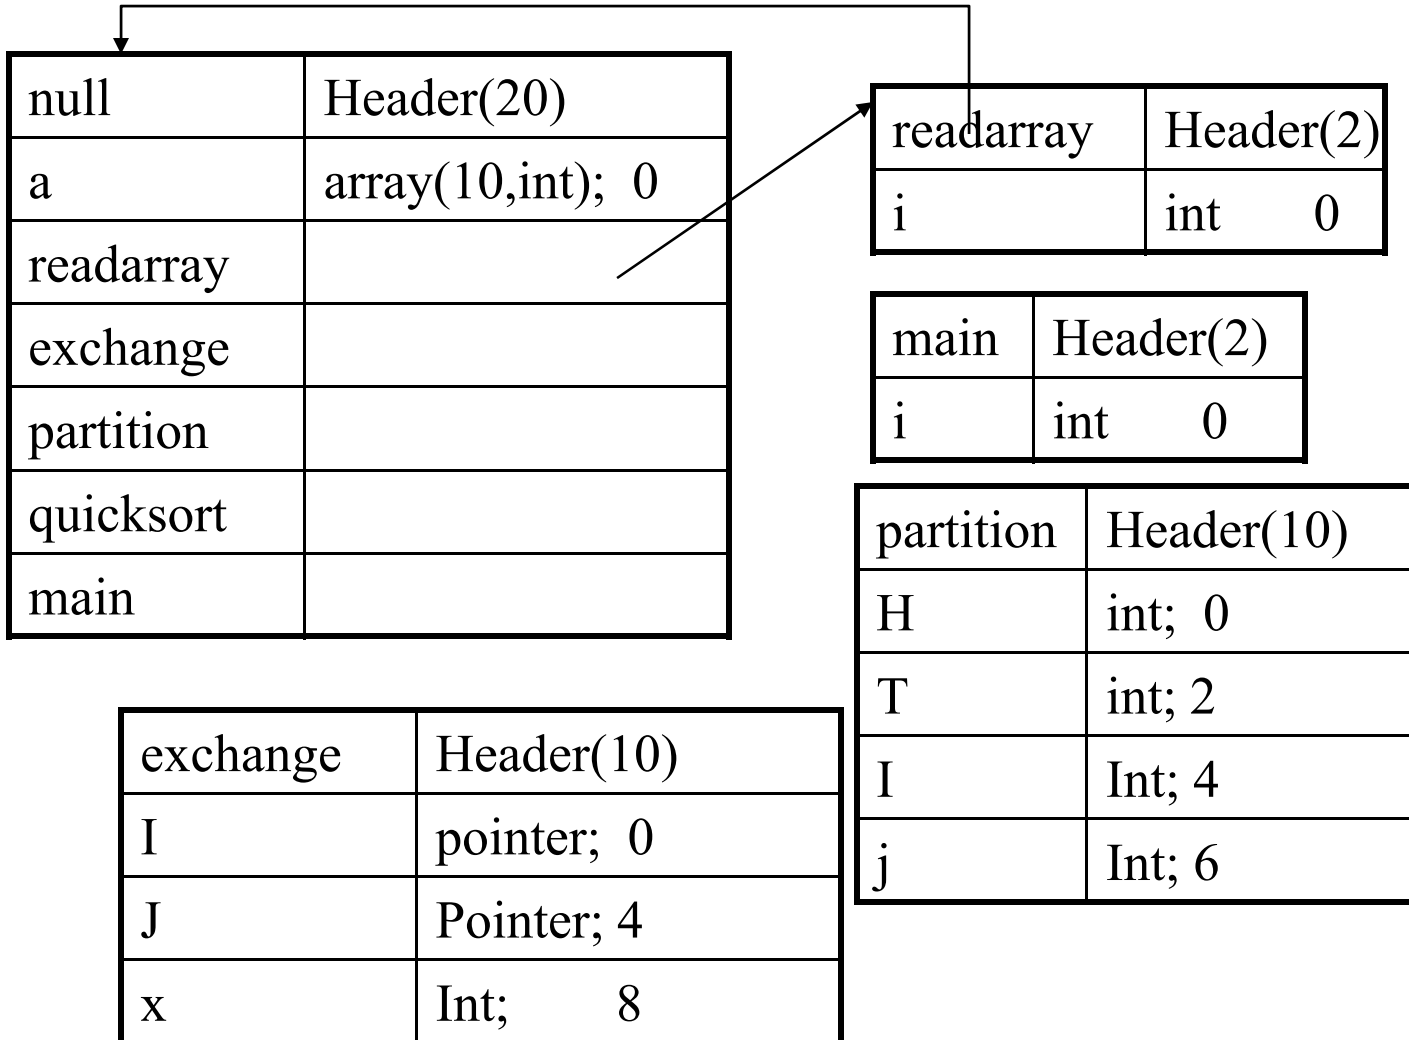 null Header(20)
a array(10,int); 0
readarray
exchange
partition
quicksort
main
readarray Header(2)
i int 0
main Header(2)
i int 0
partition Header(10)
H int; 0
T int; 2
I Int; 4
j Int; 6
exchange Header(10)
I pointer; 0
J Pointer; 4
x Int; 8